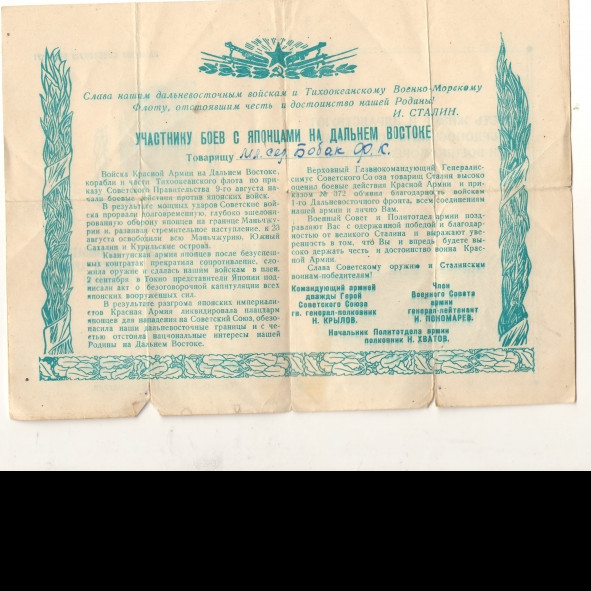 Слава нашим дальневосточным войскам и Тихоокеанскому Военно-Морскому
Флоту, отстоявшим честь и достоинство нашей Родины!
И. СТАЛИН.
УЧАСТНИКУ БОЕВ С ЯПОНЦАМИ НА ДАЛЬНЕМ ВОСТОКЕ
Товарищу мл. сер. Бобак Ф. К.
Войска Красной Армии на Дальнем Востоке,
корабли и части Тихоокеанского флота по при-
казу Советского Правительства 9-го августа на-
чали боевые действия против японских войск.
В результате мощных ударов Советские вой-
ска прорвали долговременную, глубоко эшелони-
рованную оборону японцев на границе Маньчжу-
рии и, развивая стремительное наступление, к 23
августа освободили всю Маньчжурию, Южный
Сахалин и Курильские острова.
Квантунская армия японцев после безуспеш-
ных контратак прекратила сопротивление, сло-
жила оружие и сдалась нашим войскам в плен.
2 сентября в Токио представители Японии под-
писали акт о безоговорочной капитуляции всех
японских вооруженных сил.
В результате разгрома японских империали-
стов Красная Армия ликвидировала плацдарм
японцев для нападения на Советский Союз, обезо-
пасила наши дальневосточные границы и с че-
стью отстояла национальные интересы нашей
Родины на Дальнем Востоке.
Верховный Главнокомандующий Генералис-
симус Советского Союза товарищ Сталин высоко
оценил боевые действия Красной Армии и при-
казом № 372 объявил благодарность войскам
1-го Дальневосточного фронта, всем соединениям
нашей армии и лично Вам.
Военный Совет и Политотдел армии позд-
равляют Вас с одержанной победой и благодар-
ностью от великого Сталина и выражают уве-
ренность в том, что Вы и впредь будете вы-
соко держать честь и достоинство воина Крас-
ной Армии.
Слава Советскому оружию и Сталинским
воинам-победителям!
Командующий армией
дважды Герой
Советского Союза
гв. генерал-полковник
Н. КРЫЛОВ.
Член
Военного Совета
армии
генерал-лейтенант
И. ПОНОМАРЕВ.
Начальник Политотдела армии
полковник Н. ХВАТОВ.